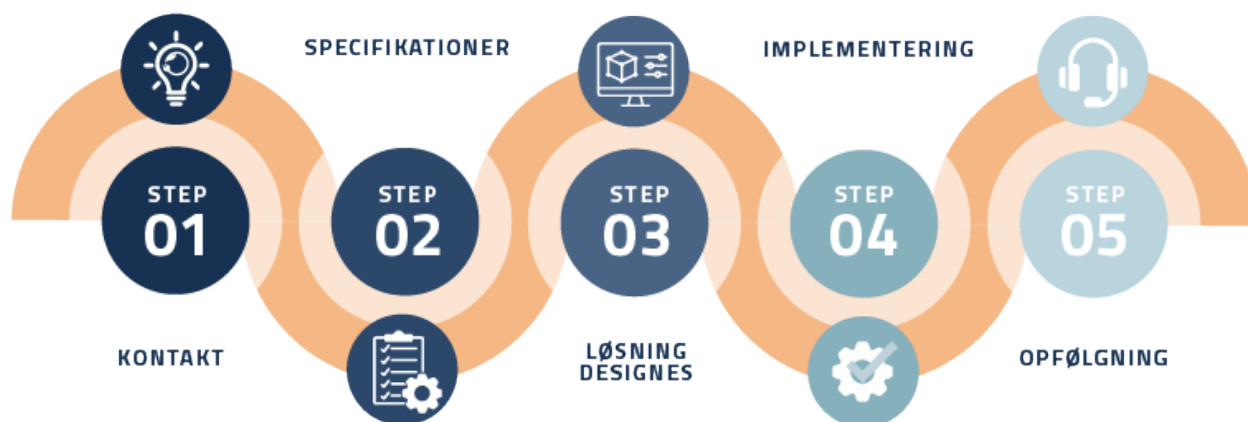 SPECIFIKATIONER
IMPLEMENTERING
STEP
01
STEP
02
STEP
03
STEP
04
STEP
05
KONTAKT
LØSNING
DESIGNES
OPFØLGNING